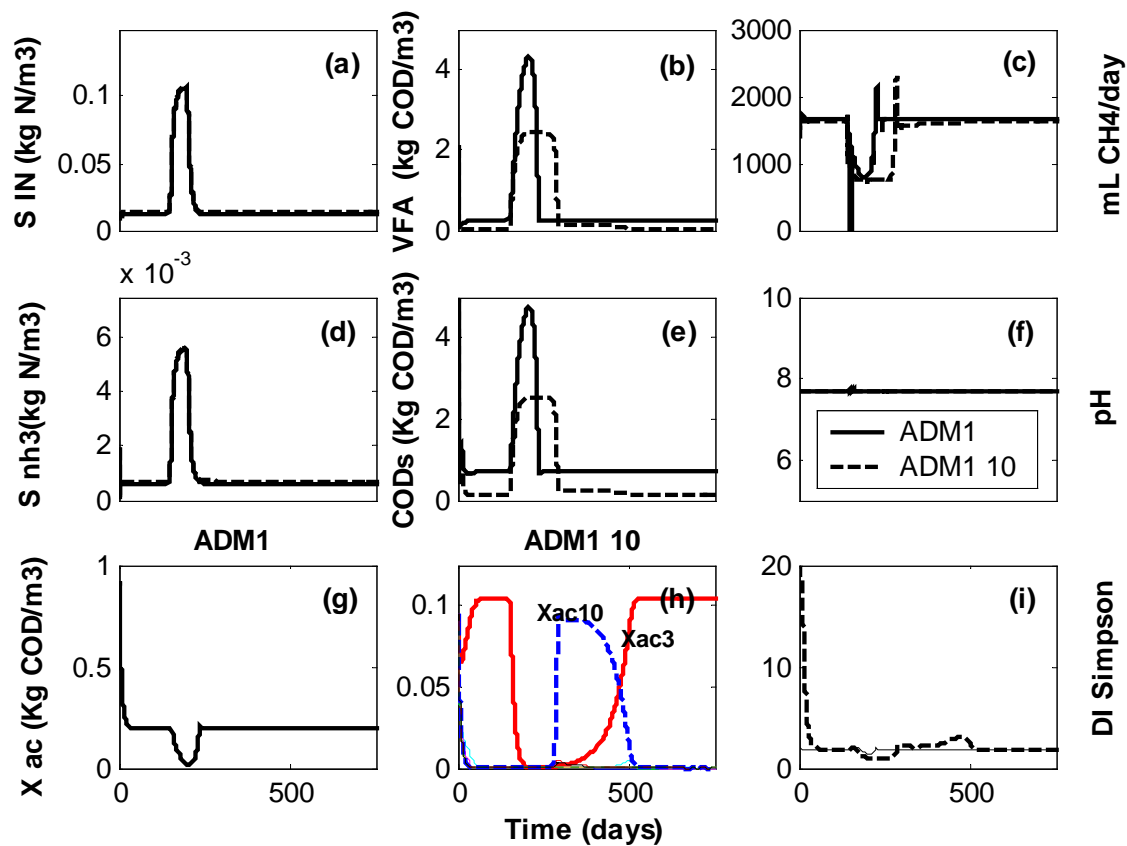 (a)
0.1
0.05
0
S IN (kg N/m3)
(b)
4
2
0
VFA (kg COD/m3)
(c)
3000
2000
1000
0
mL CH4/day
x 10-3
(d)
6
4
2
0
S nh3(kg N/m3)
(e)
4
2
0
CODs (Kg COD/m3)
(f)
10
8
6
pH
ADM1
ADM1 10
ADM1
(g)
1
0.5
0
0
500
X ac (Kg COD/m3)
ADM1 10
(h)
0.1
0.05
0
0
500
Xac10
Xac3
(i)
20
10
0
0
500
DI Simpson
Time (days)